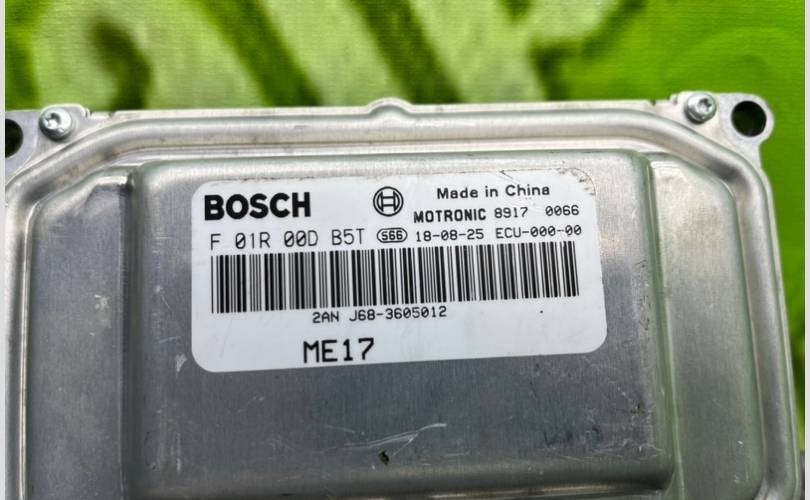 BOSCH Made in China
MOTRONIC 8917 0066
F 01R 00D B5T S66 18-08-25 ECU-000-00
2AN J68-3605012
ME17